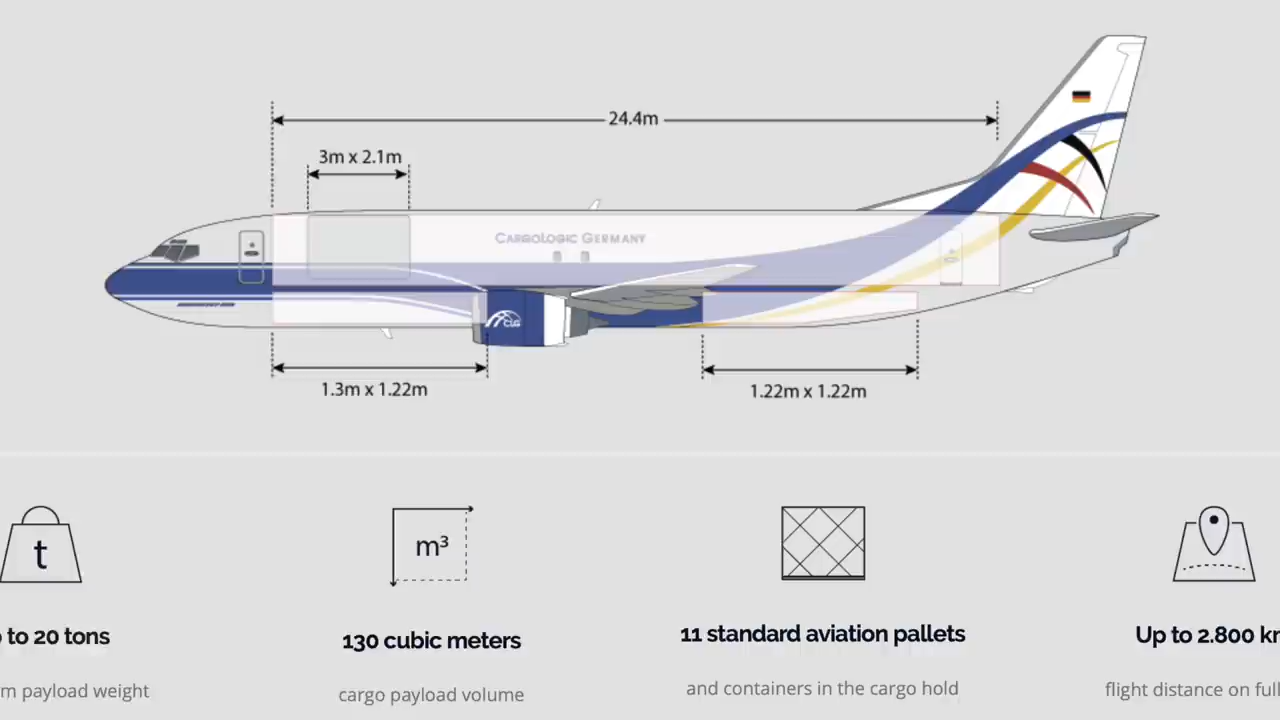 24.4m
3m x 2.1m
CARGOLOGIC GERMANY
CLG
1.3m x 1.22m
1.22m x 1.22m
t
m³
to 20 tons
130 cubic meters
11 standard aviation pallets
Up to 2.800
payload weight
cargo payload volume
and containers in the cargo hold
flight distance on full